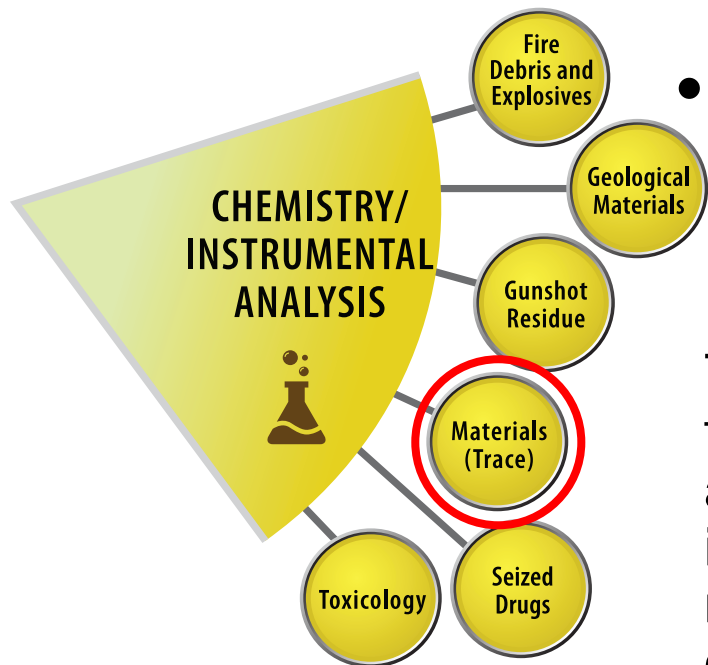 Fire
Debris and
Explosives
Geological
Materials
CHEMISTRY/
INSTRUMENTAL
ANALYSIS
Gunshot
Residue
Materials
(Trace)
Seized
Drugs
Toxicology